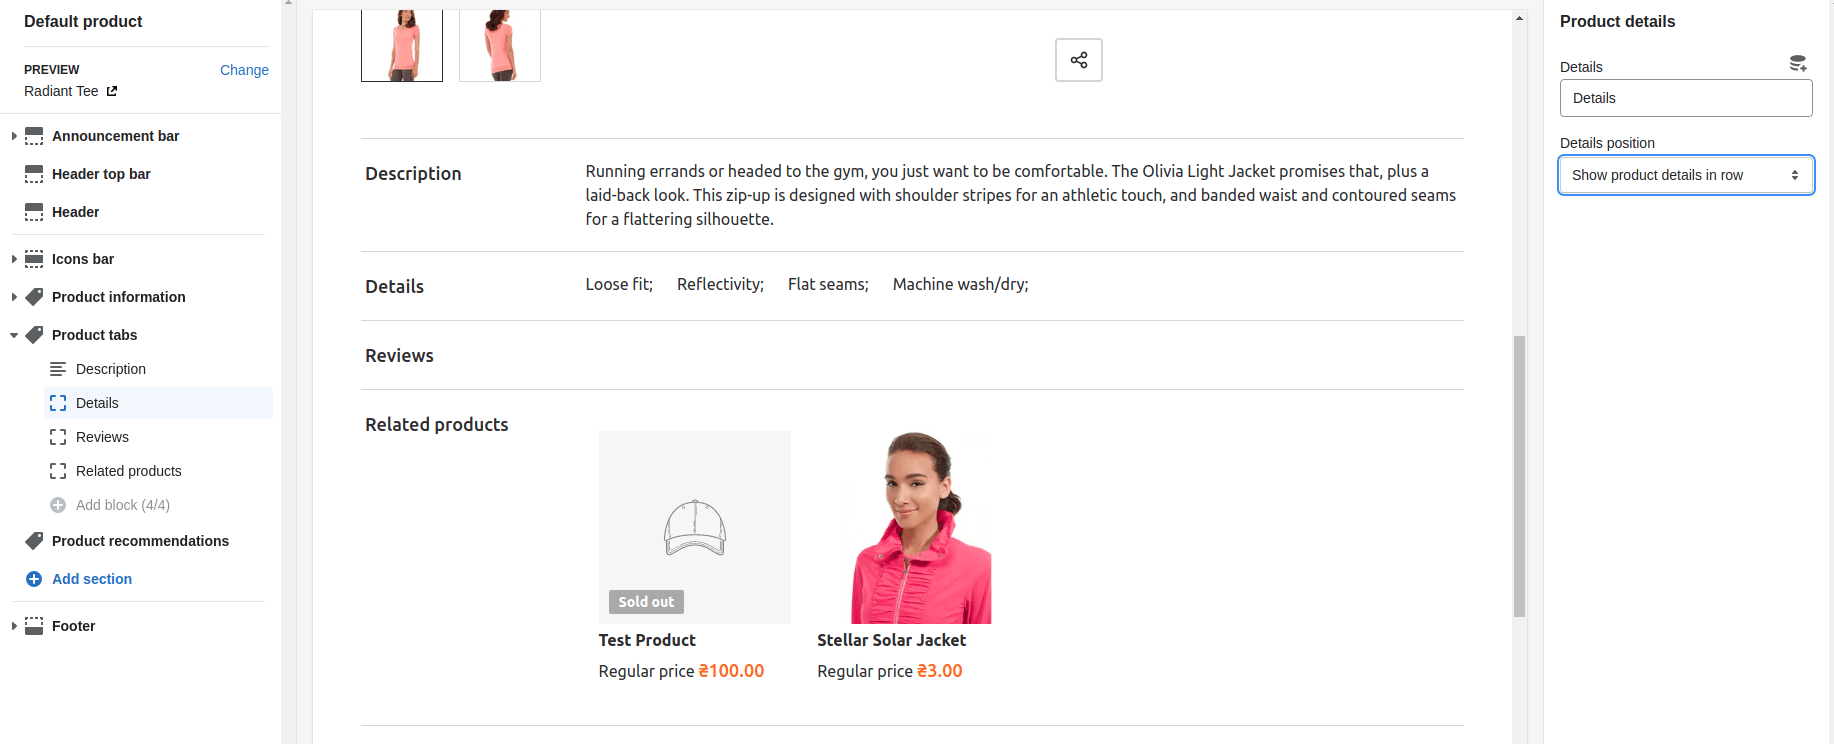 Default product
PREVIEW
Change
Radiant Tee
Announcement bar
Header top bar
Header
Icons bar
Product information
Product tabs
Description
Details
Reviews
Related products
Add block (4/4)
Product recommendations
Add section
Footer
Description
Running errands or headed to the gym, you just want to be comfortable. The Olivia Light Jacket promises that, plus a
laid-back look. This zip-up is designed with shoulder stripes for an athletic touch, and banded waist and contoured seams
for a flattering silhouette.
Details
Loose fit; Reflectivity; Flat seams; Machine wash/dry;
Reviews
Related products
Sold out
Test Product
Regular price ₴100.00
Stellar Solar Jacket
Regular price ₴3.00
Product details
Details
Details
Details position
Show product details in row